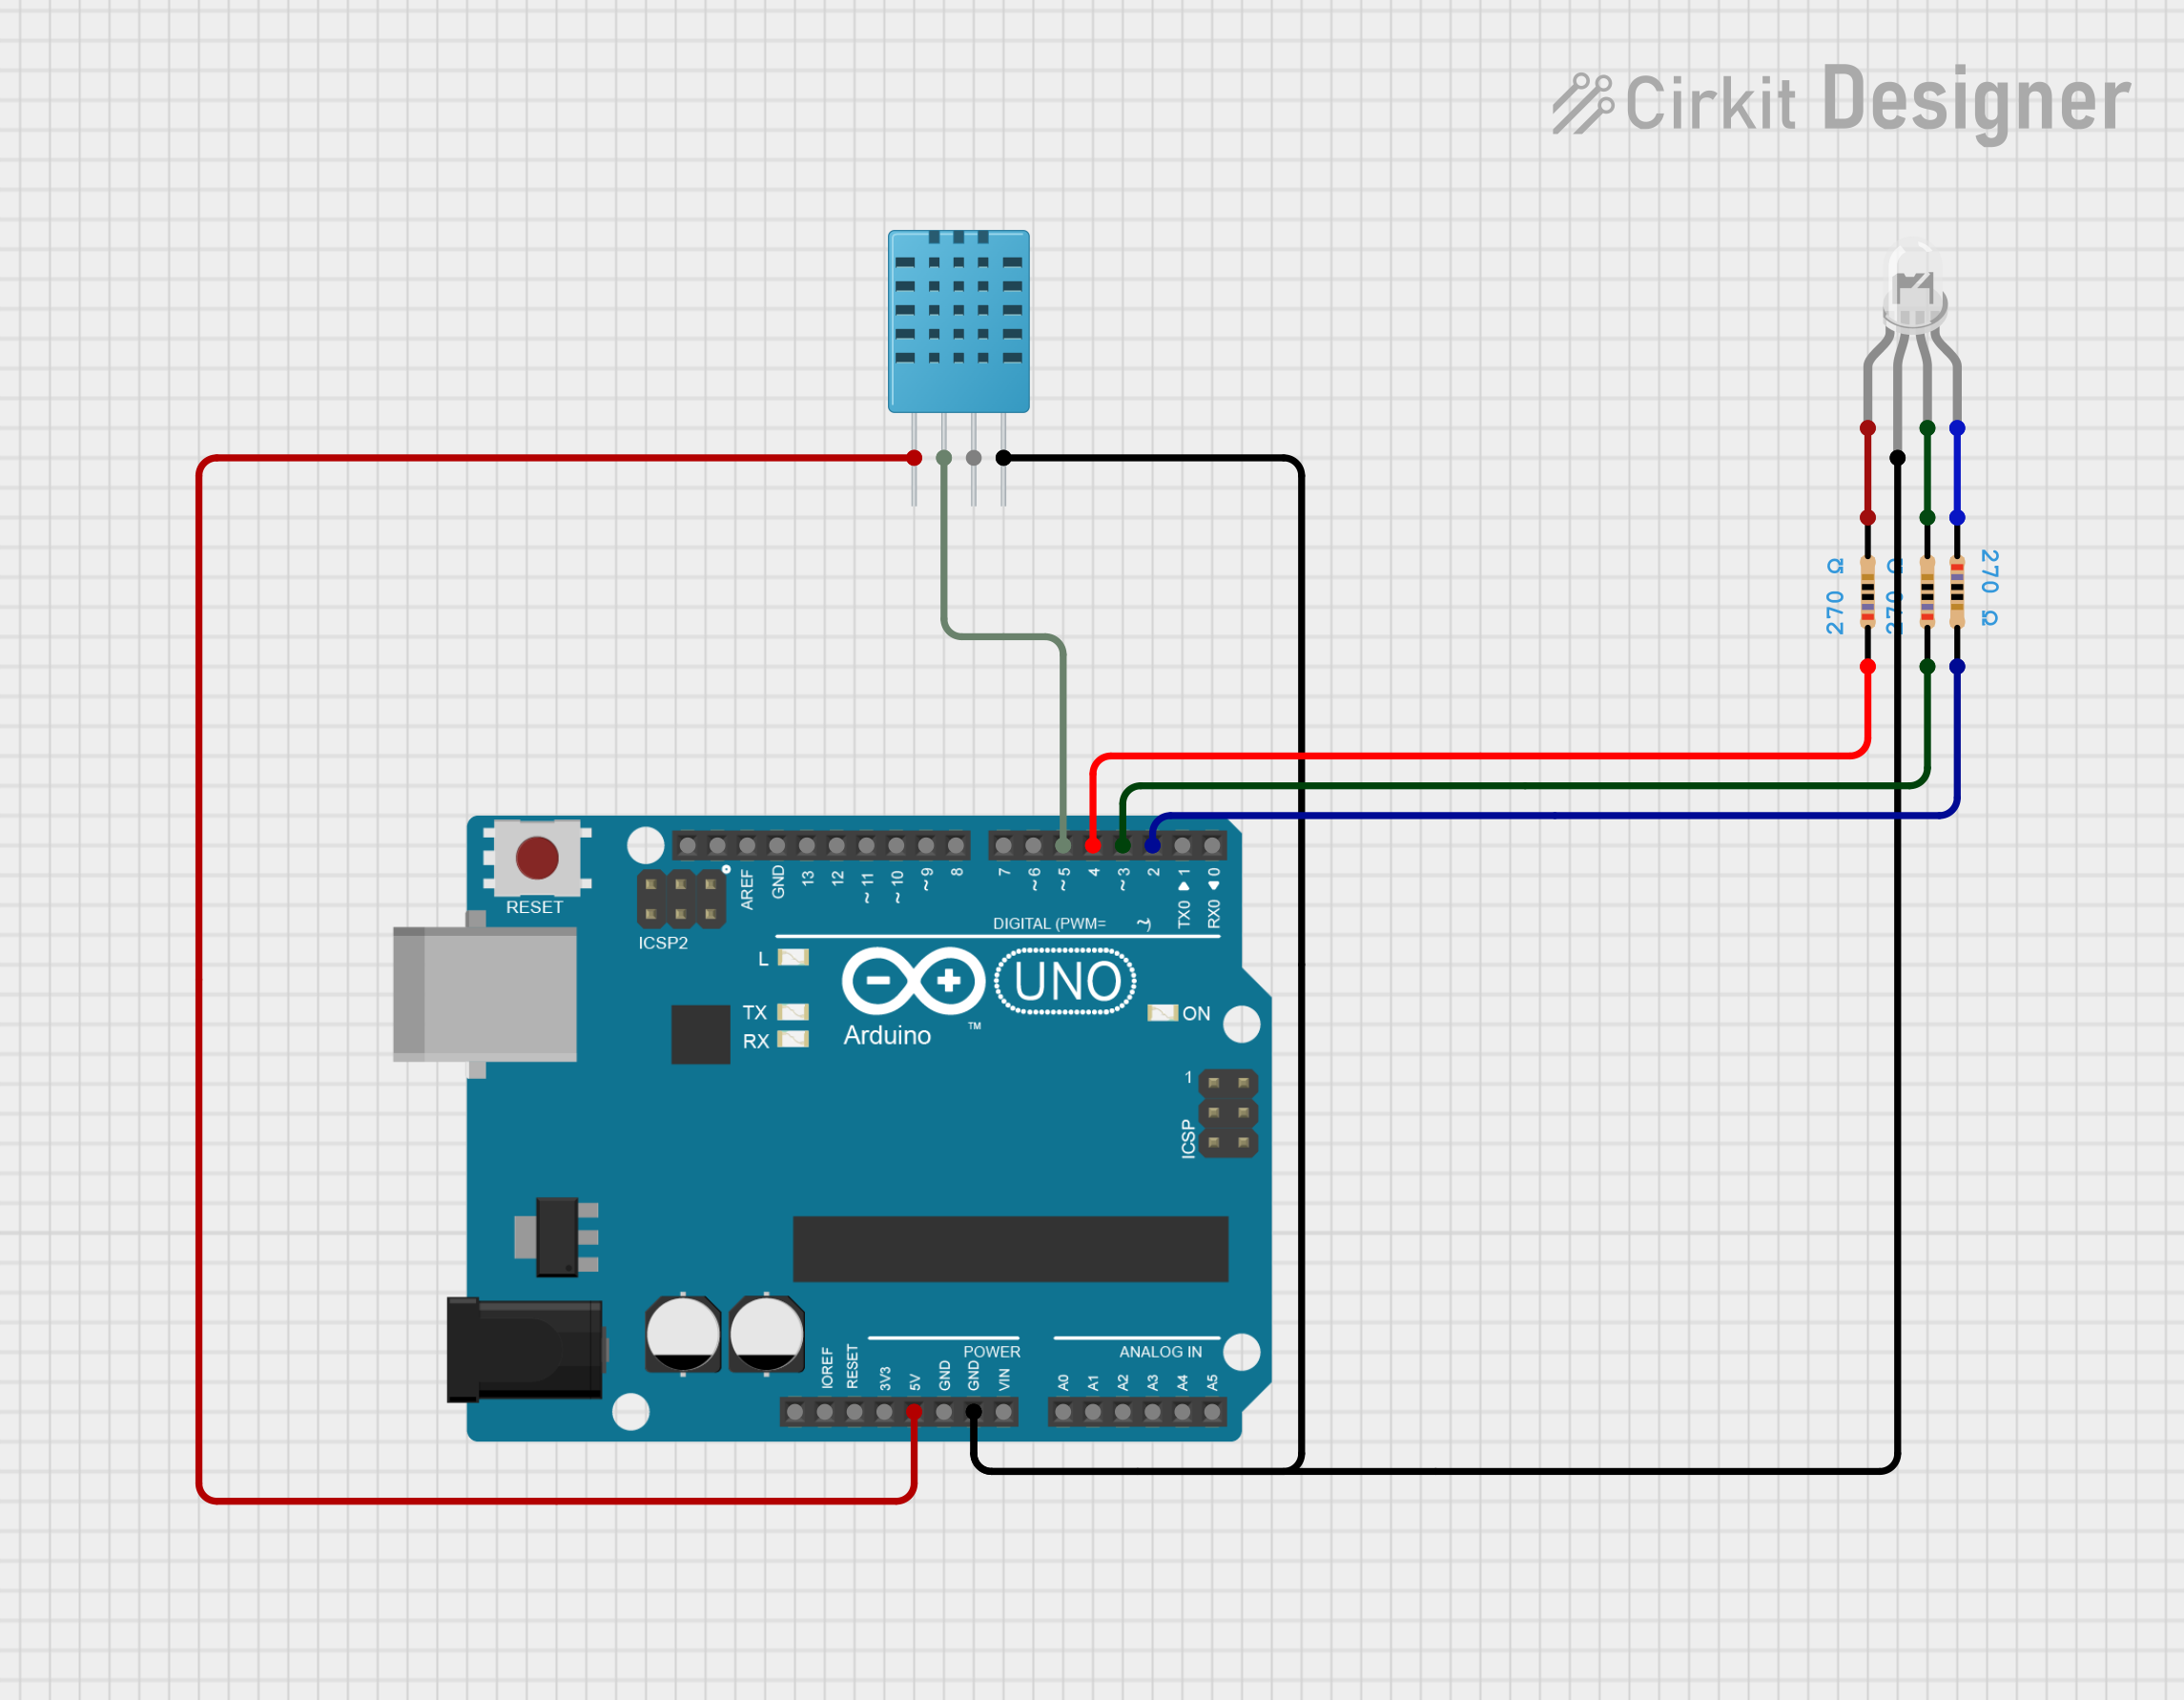 Cirkit Designer
270 Ω
270 Ω
270 Ω
RESET
ICSP2
AREF
GND
13
12
~11
~10
~9
8
7
~6
~5
4
~3
2
TX0 1
RX0 0
DIGITAL (PWM= ~)
L
TX
RX
UNO
Arduino
TM
ON
1
ICSP
IOREF
RESET
3V3
5V
GND
GND
VIN
POWER
ANALOG IN
A0
A1
A2
A3
A4
A5